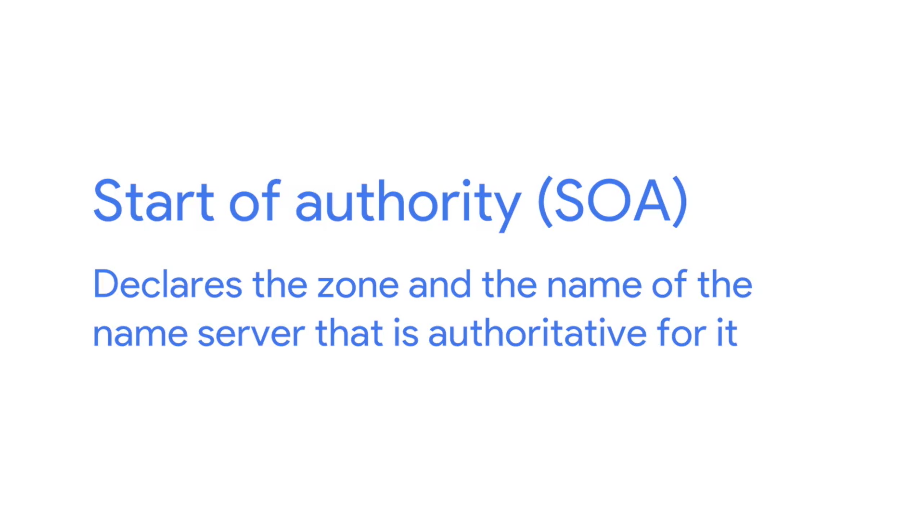 Start of authority (SOA)
Declares the zone and the name of the
name server that is authoritative for it